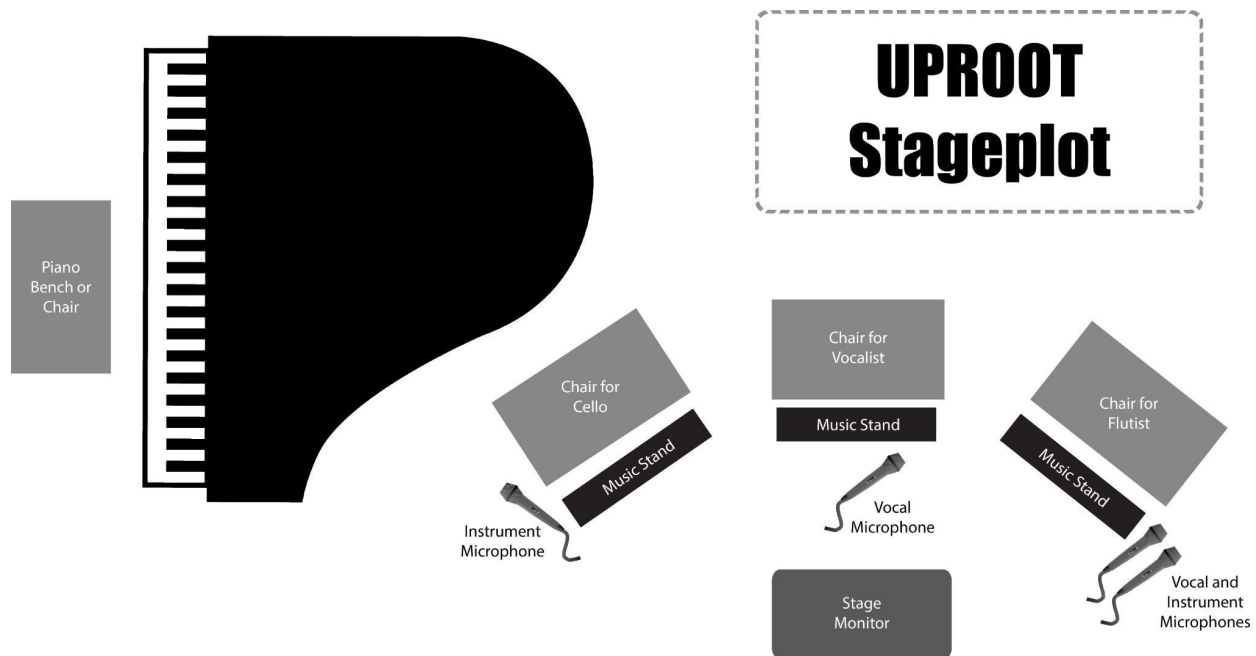 UPROOT
Stageplot
Piano
Bench or
Chair
Chair for
Cello
Music Stand
Instrument
Microphone
Chair for
Vocalist
Music Stand
Vocal
Microphone
Stage
Monitor
Chair for
Flutist
Music Stand
Vocal and
Instrument
Microphones